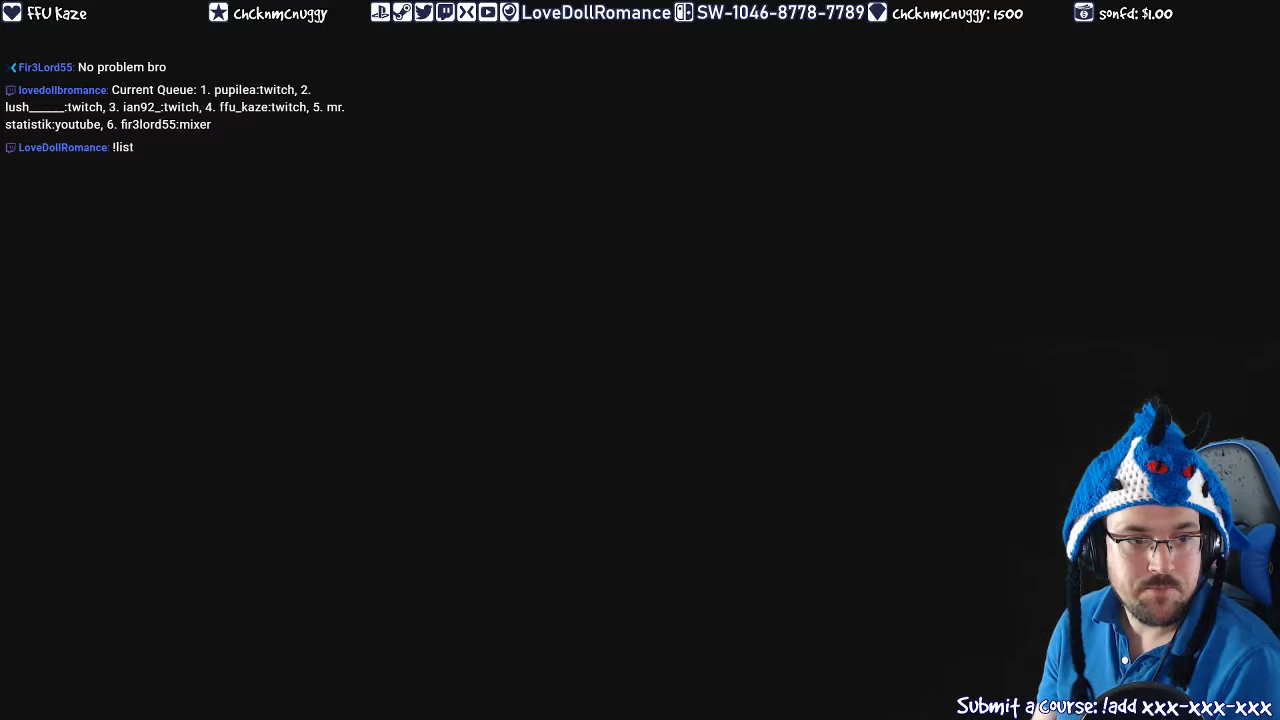 FFU Kaze
chcknmcnuggy
LoveDollRomance
SW-1046-8778-7789
chcknmcnuggy: 1500
sonfd: $1.00
Fir3Lord55: No problem bro
lovedollbromance: Current Queue: 1. pupilea:twitch, 2.
lush______:twitch, 3. ian92_:twitch, 4. ffu_kaze:twitch, 5. mr.
statistik:youtube, 6. fir3lord55:mixer
LoveDollRomance: !list
Submit a course: !add xxx-xxx-xxx